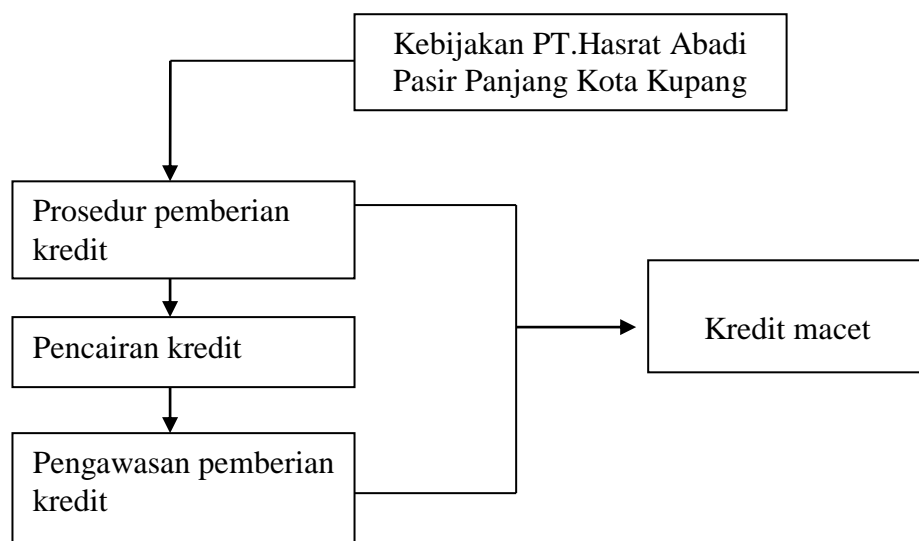 Kebijakan PT.Hasrat Abadi
Pasir Panjang Kota Kupang
Prosedur pemberian
kredit
Pencairan kredit
Kredit macet
Pengawasan pemberian
kredit